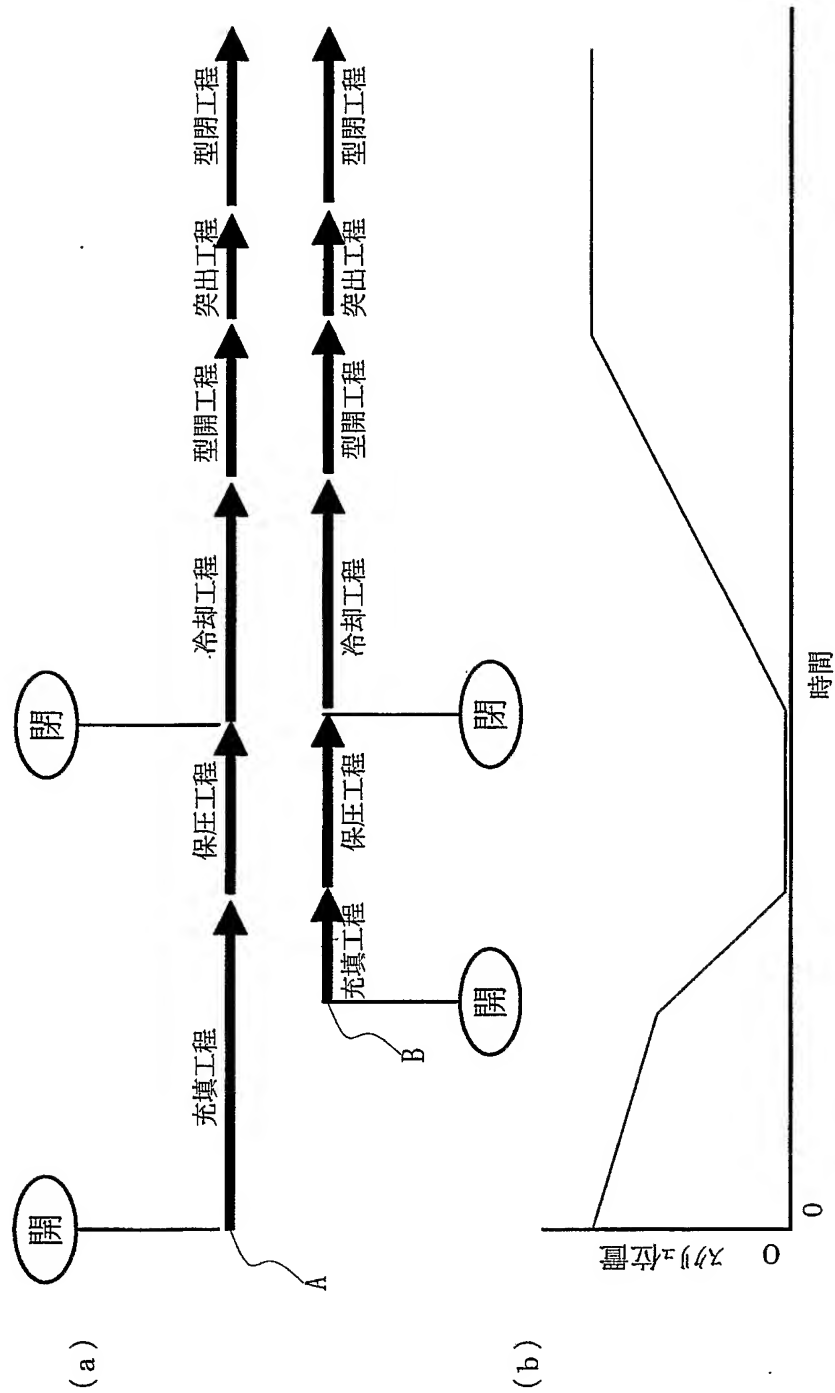 (a)
開
閉
充填工程
保圧工程
冷却工程
型開工程
突出工程
型閉工程
A
充填工程
保圧工程
冷却工程
型開工程
突出工程
型閉工程
B
開
閉
(b)
スクリュ位置
0
0
時間